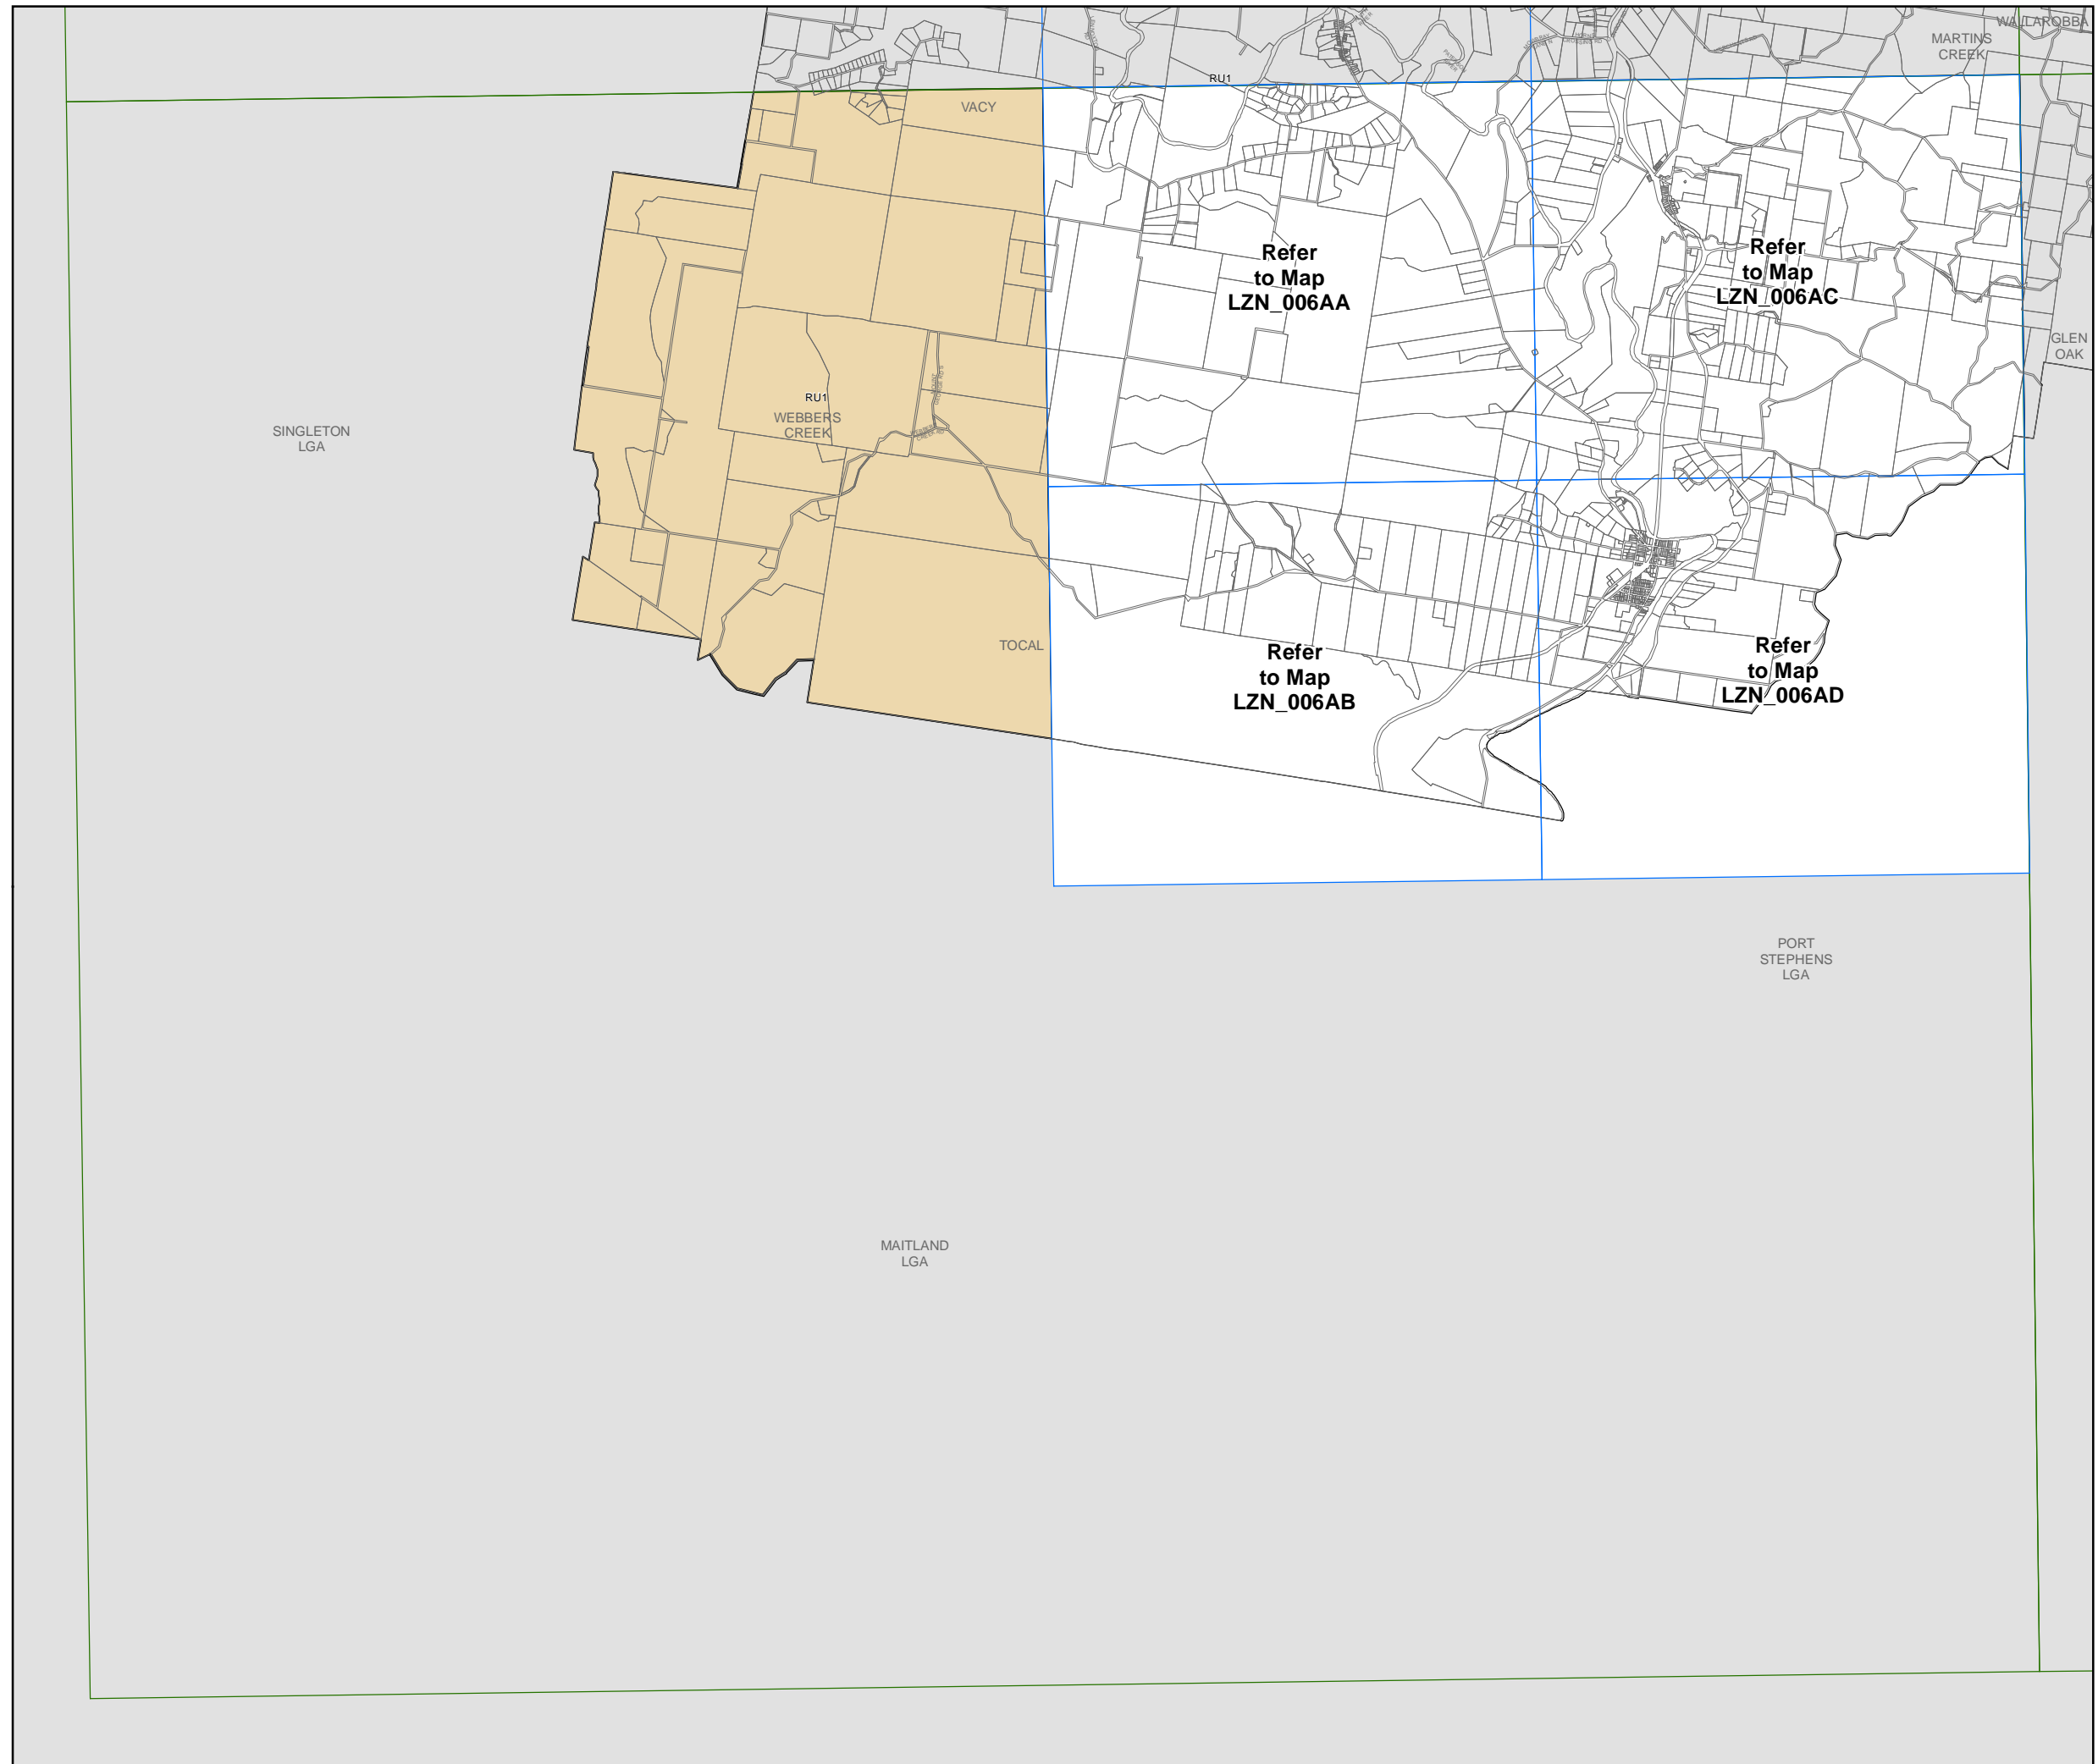 WALLAROBBA
MARTINS
CREEK
RU1
VACY
Refer
to Map
LZN_006AA
Refer
to Map
LZN_006AC
GLEN
OAK
RU1
WEBBERS
CREEK
SINGLETON
LGA
TOCAL
Refer
to Map
LZN_006AB
Refer
to Map
LZN_006AD
PORT
STEPHENS
LGA
MAITLAND
LGA